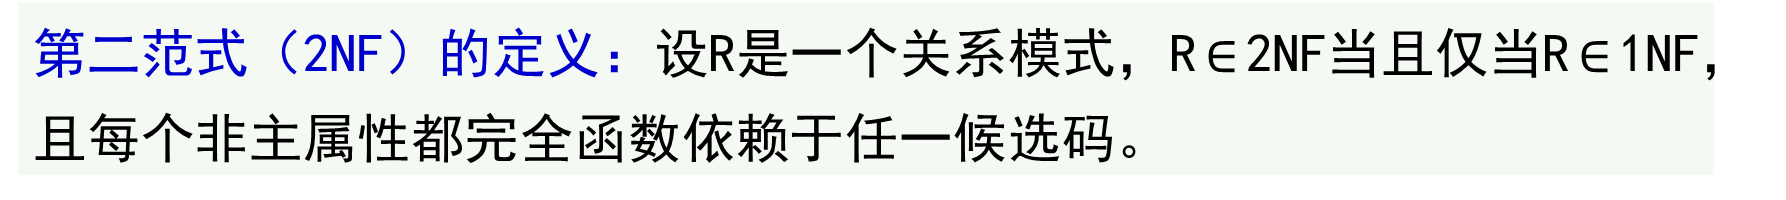 第二范式（2NF）的定义：设R是一个关系模式，R∈2NF当且仅当R∈1NF，
且每个非主属性都完全函数依赖于任一候选码。